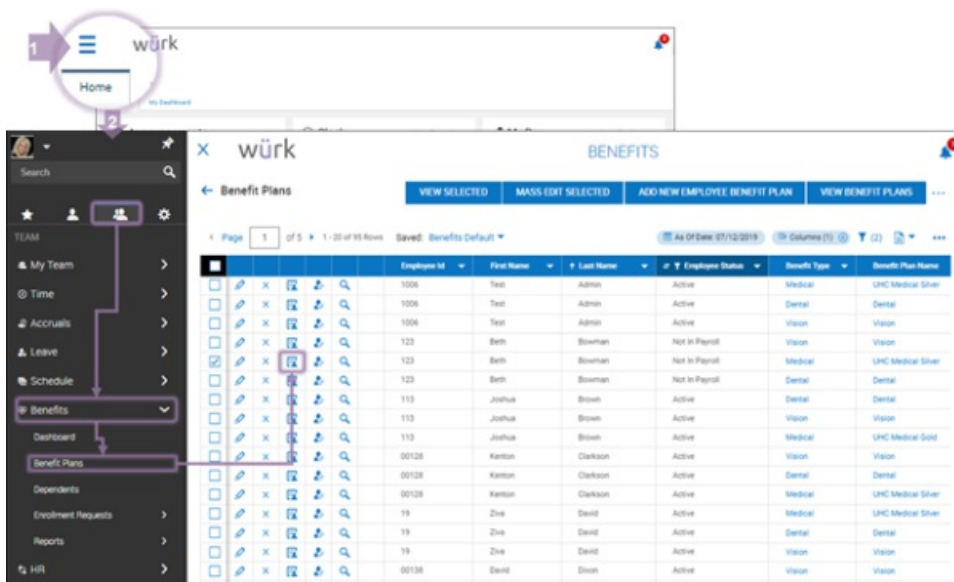 1
würk
Home
My Dashboard
2
Search
TEAM
My Team
Time
Accruals
Leave
Schedule
Benefits
Dashboard
Benefit Plans
Dependents
Enrollment Requests
Reports
HR
würk BENEFITS
Benefit Plans VIEW SELECTED MASS EDIT SELECTED ADD NEW EMPLOYEE BENEFIT PLAN VIEW BENEFIT PLANS ...
Page 1 of 5 1 - 20 of 95 Rows Saved: Benefits Default As Of Date: 07/12/2019 Columns (1) (2)
Employee Id First Name Last Name Employee Status Benefit Type Benefit Plan Name
1006 Test Admin Active Medical UHC Medical Silver
1006 Test Admin Active Dental Dental
1006 Test Admin Active Vision Vision
123 Beth Bowman Not In Payroll Vision Vision
123 Beth Bowman Not In Payroll Medical UHC Medical Silver
123 Beth Bowman Not In Payroll Dental Dental
113 Joshua Brown Active Dental Dental
113 Joshua Brown Active Vision Vision
113 Joshua Brown Active Medical UHC Medical Gold
00128 Kenton Clarkson Active Vision Vision
00128 Kenton Clarkson Active Dental Dental
00128 Kenton Clarkson Active Medical UHC Medical Silver
19 Ziva David Active Medical UHC Medical Silver
19 Ziva David Active Dental Dental
19 Ziva David Active Vision Vision
00138 David Dixon Active Vision Vision